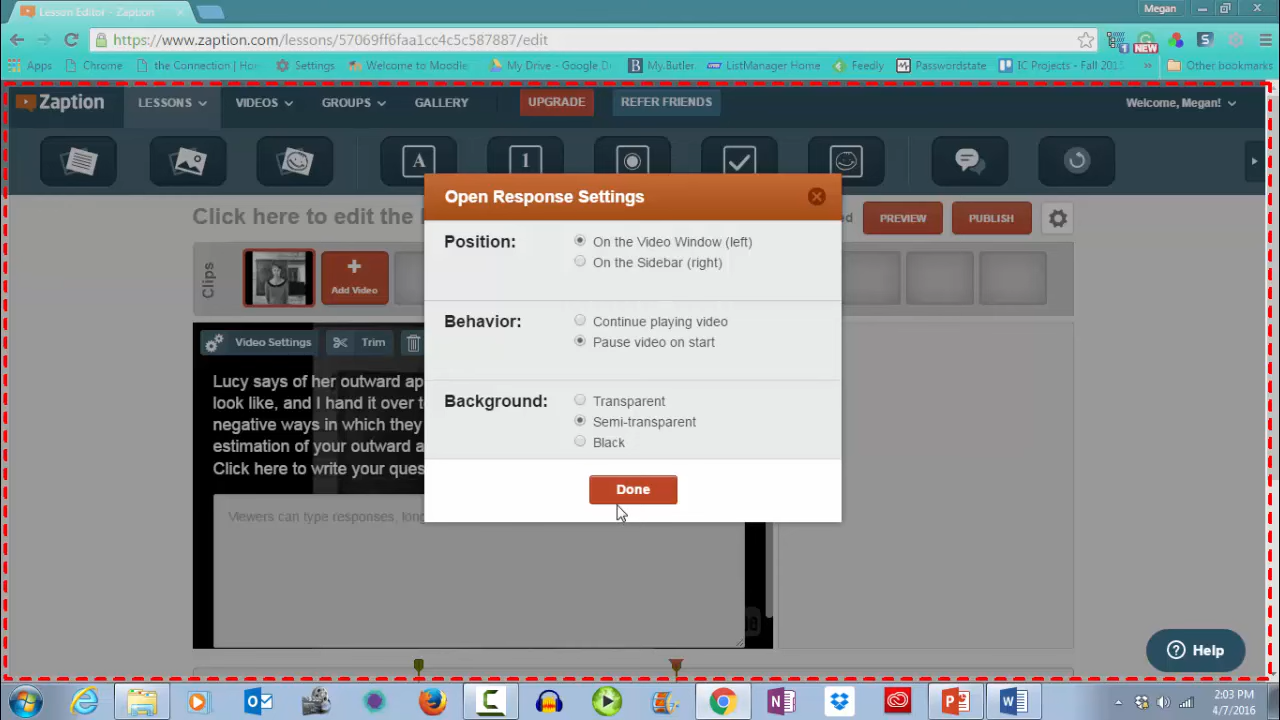 Lesson Editor - Zaption
Megan
https://www.zaption.com/lessons/57069ff6faa1cc4c5c587887/edit
1 NEW S
Apps Chrome the Connection | Ho Settings Welcome to Moodle My Drive - Google D B My.Butler ListManager Home Feedly Passwordstate IC Projects - Fall 201 » Other bookmarks
Zaption LESSONS VIDEOS GROUPS GALLERY UPGRADE REFER FRIENDS Welcome, Megan!
A 1
Open Response Settings
Click here to edit the PREVIEW PUBLISH
Position: On the Video Window (left)
On the Sidebar (right)
Clips Add Video
Behavior: Continue playing video
Video Settings Trim Pause video on start
Lucy says of her outward ap
look like, and I hand it over to
negative ways in which they
estimation of your outward a
Click here to write your ques
Background: Transparent
Semi-transparent
Black
Done
Viewers can type responses, long
Help
2:03 PM
4/7/2016